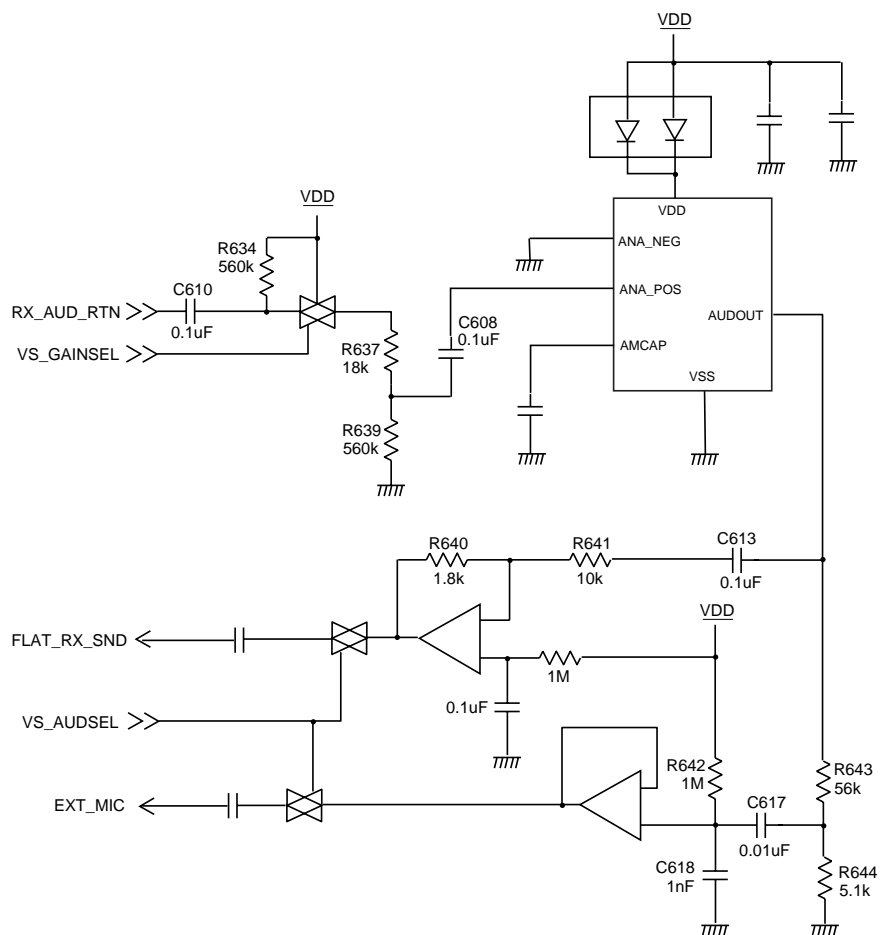 VDD
VDD
VDD
ANA_NEG
R634
560k
C610
ANA_POS
RX_AUD_RTN
0.1uF
C608
0.1uF
AUDOUT
VS_GAINSEL
R637
18k
AMCAP
VSS
R639
560k
R640
1.8k
R641
10k
C613
0.1uF
VDD
FLAT_RX_SND
1M
0.1uF
VS_AUDSEL
R642
1M
R643
56k
EXT_MIC
C617
0.01uF
C618
1nF
R644
5.1k